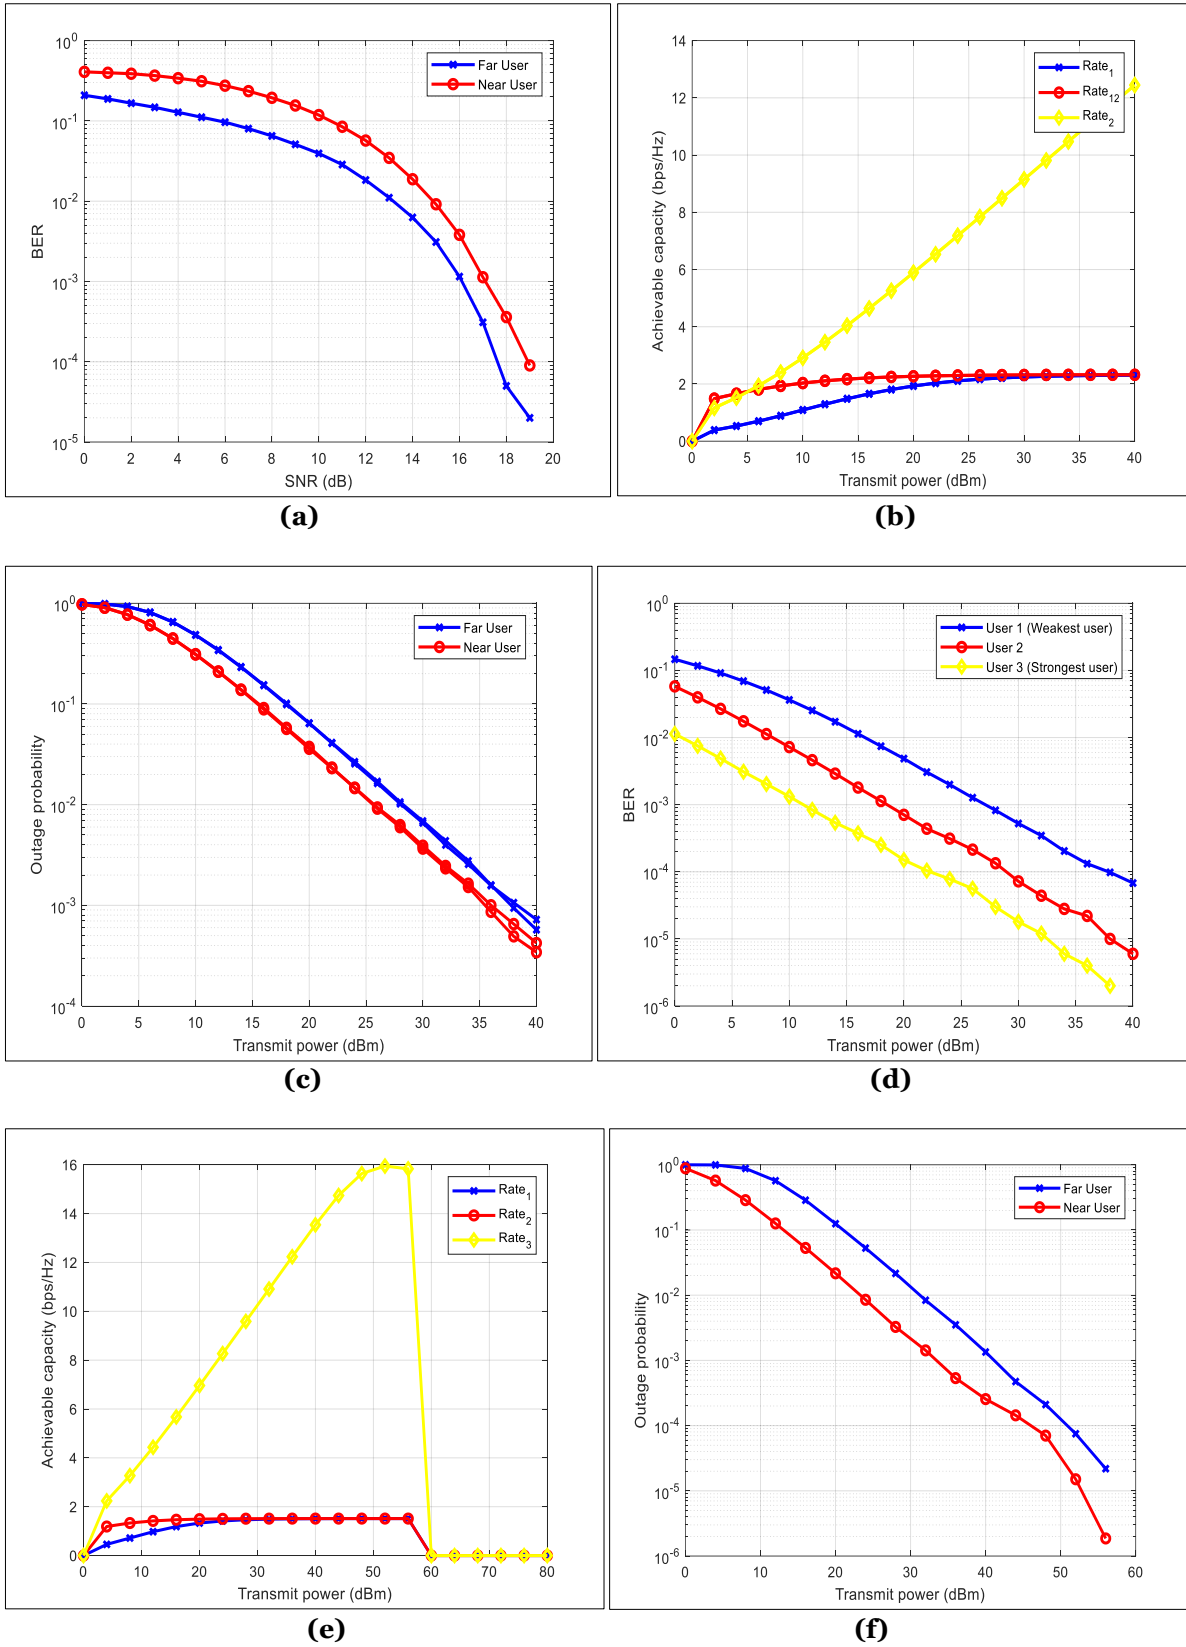 10^0
10^-1
10^-2
10^-3
10^-4
10^-5
BER
0 2 4 6 8 10 12 14 16 18 20
SNR (dB)
Far User
Near User
(a)
14
12
10
8
6
4
2
0
Achievable capacity (bps/Hz)
0 5 10 15 20 25 30 35 40
Transmit power (dBm)
Rate_1
Rate_12
Rate_2
(b)
10^0
10^-1
10^-2
10^-3
10^-4
Outage probability
0 5 10 15 20 25 30 35 40
Transmit power (dBm)
Far User
Near User
(c)
10^0
10^-1
10^-2
10^-3
10^-4
10^-5
10^-6
BER
0 5 10 15 20 25 30 35 40
Transmit power (dBm)
User 1 (Weakest user)
User 2
User 3 (Strongest user)
(d)
16
14
12
10
8
6
4
2
0
Achievable capacity (bps/Hz)
0 10 20 30 40 50 60 70 80
Transmit power (dBm)
Rate_1
Rate_2
Rate_3
(e)
10^0
10^-1
10^-2
10^-3
10^-4
10^-5
10^-6
Outage probability
0 10 20 30 40 50 60
Transmit power (dBm)
Far User
Near User
(f)